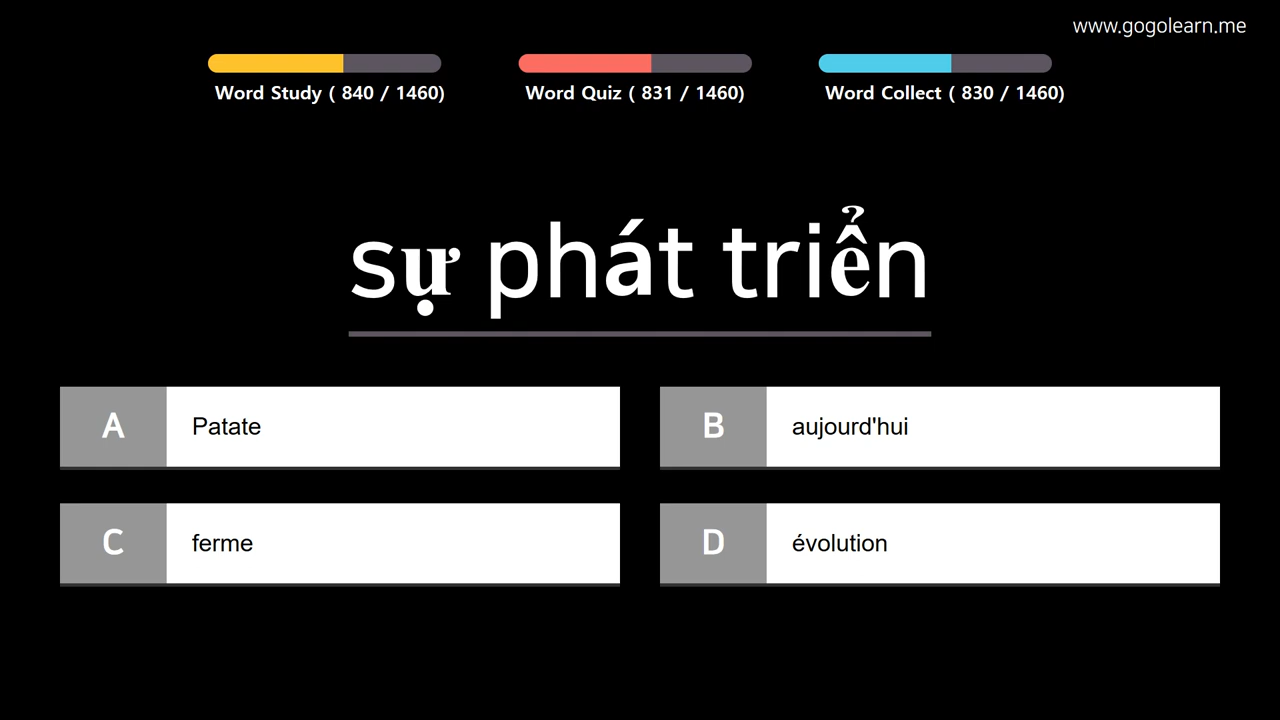 www.gogolearn.me
Word Study ( 840 / 1460)
Word Quiz ( 831 / 1460)
Word Collect ( 830 / 1460)
sự phát triển
A
Patate
B
aujourd'hui
C
ferme
D
évolution